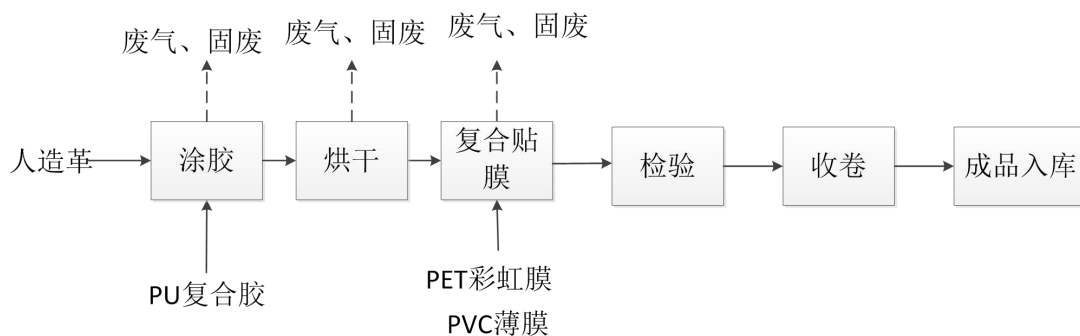 废气、固废
废气、固废
废气、固废
人造革
涂胶
烘干
复合贴
膜
检验
收卷
成品入库
PU复合胶
PET彩虹膜
PVC薄膜